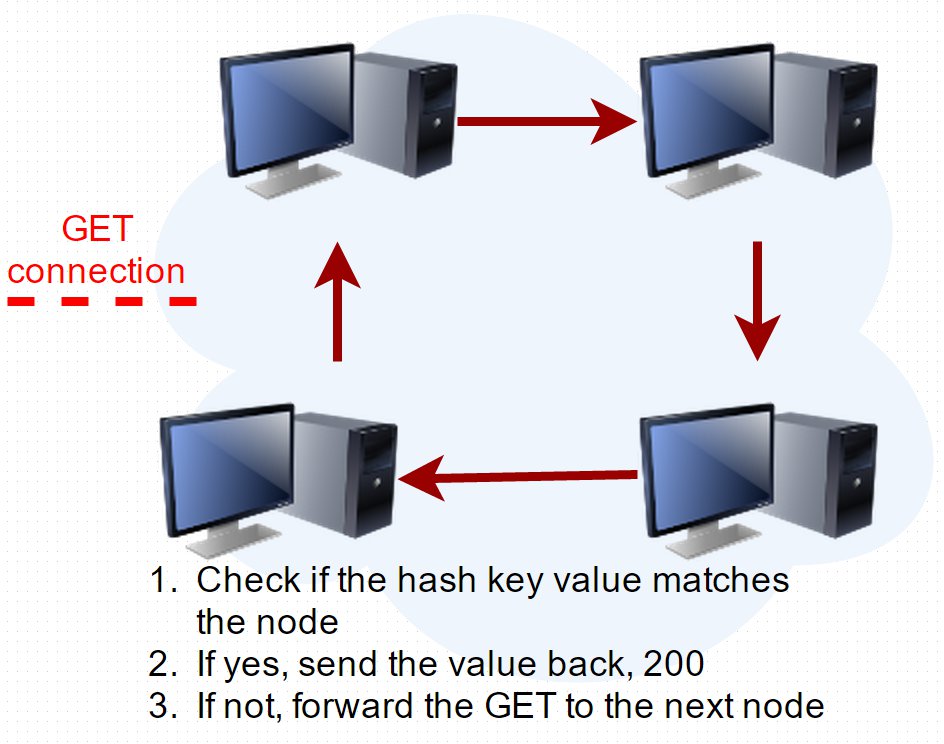 GET
connection
1. Check if the hash key value matches
the node
2. If yes, send the value back, 200
3. If not, forward the GET to the next node